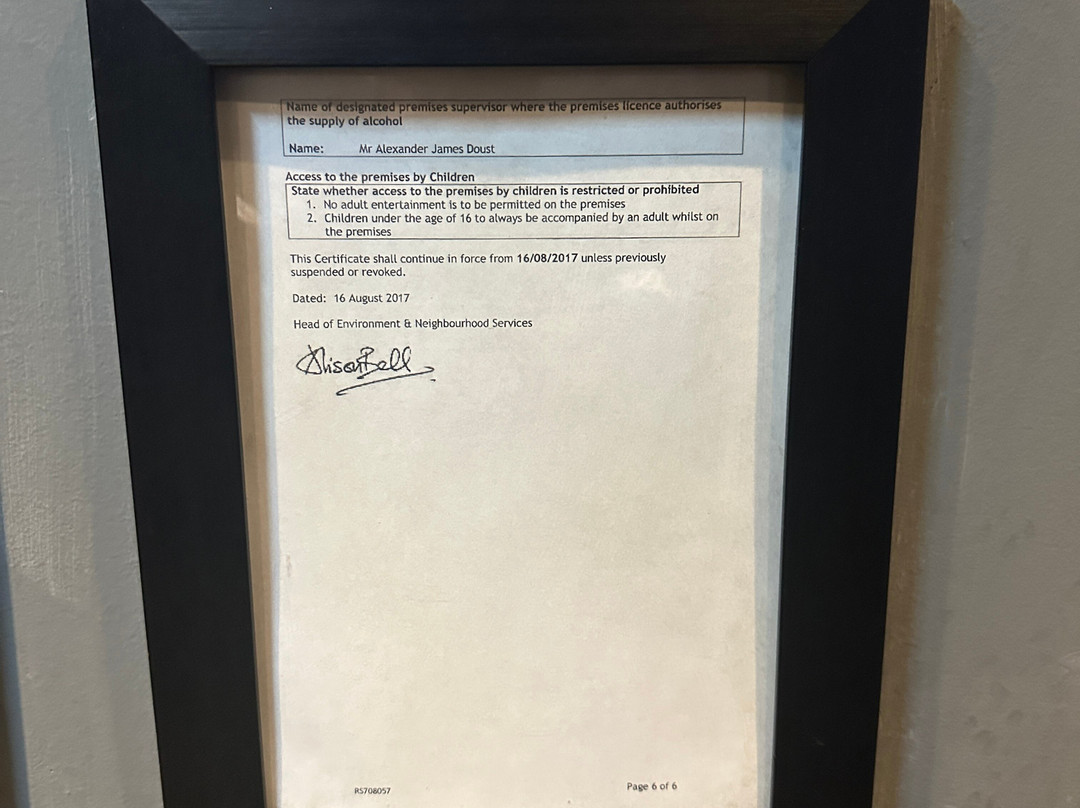 Name of designated premises supervisor where the premises licence authorises
the supply of alcohol
Name: Mr Alexander James Doust
Access to the premises by Children
State whether access to the premises by children is restricted or prohibited
1. No adult entertainment is to be permitted on the premises
2. Children under the age of 16 to always be accompanied by an adult whilst on
the premises
This Certificate shall continue in force from 16/08/2017 unless previously
suspended or revoked.
Dated: 16 August 2017
Head of Environment & Neighbourhood Services
Alison Bell
RS708057
Page 6 of 6